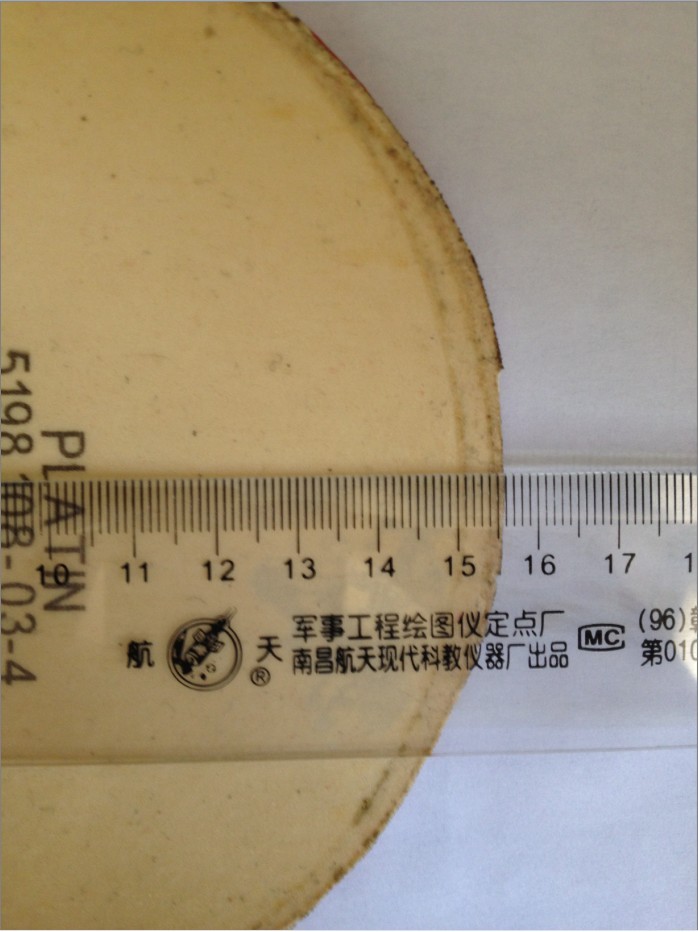 PLATIN
5198 108-03-4
10 11 12 13 14 15 16 17 1
航天
®
军事工程绘图仪定点厂
南昌航天现代科教仪器厂出品
MC
(96)
第010